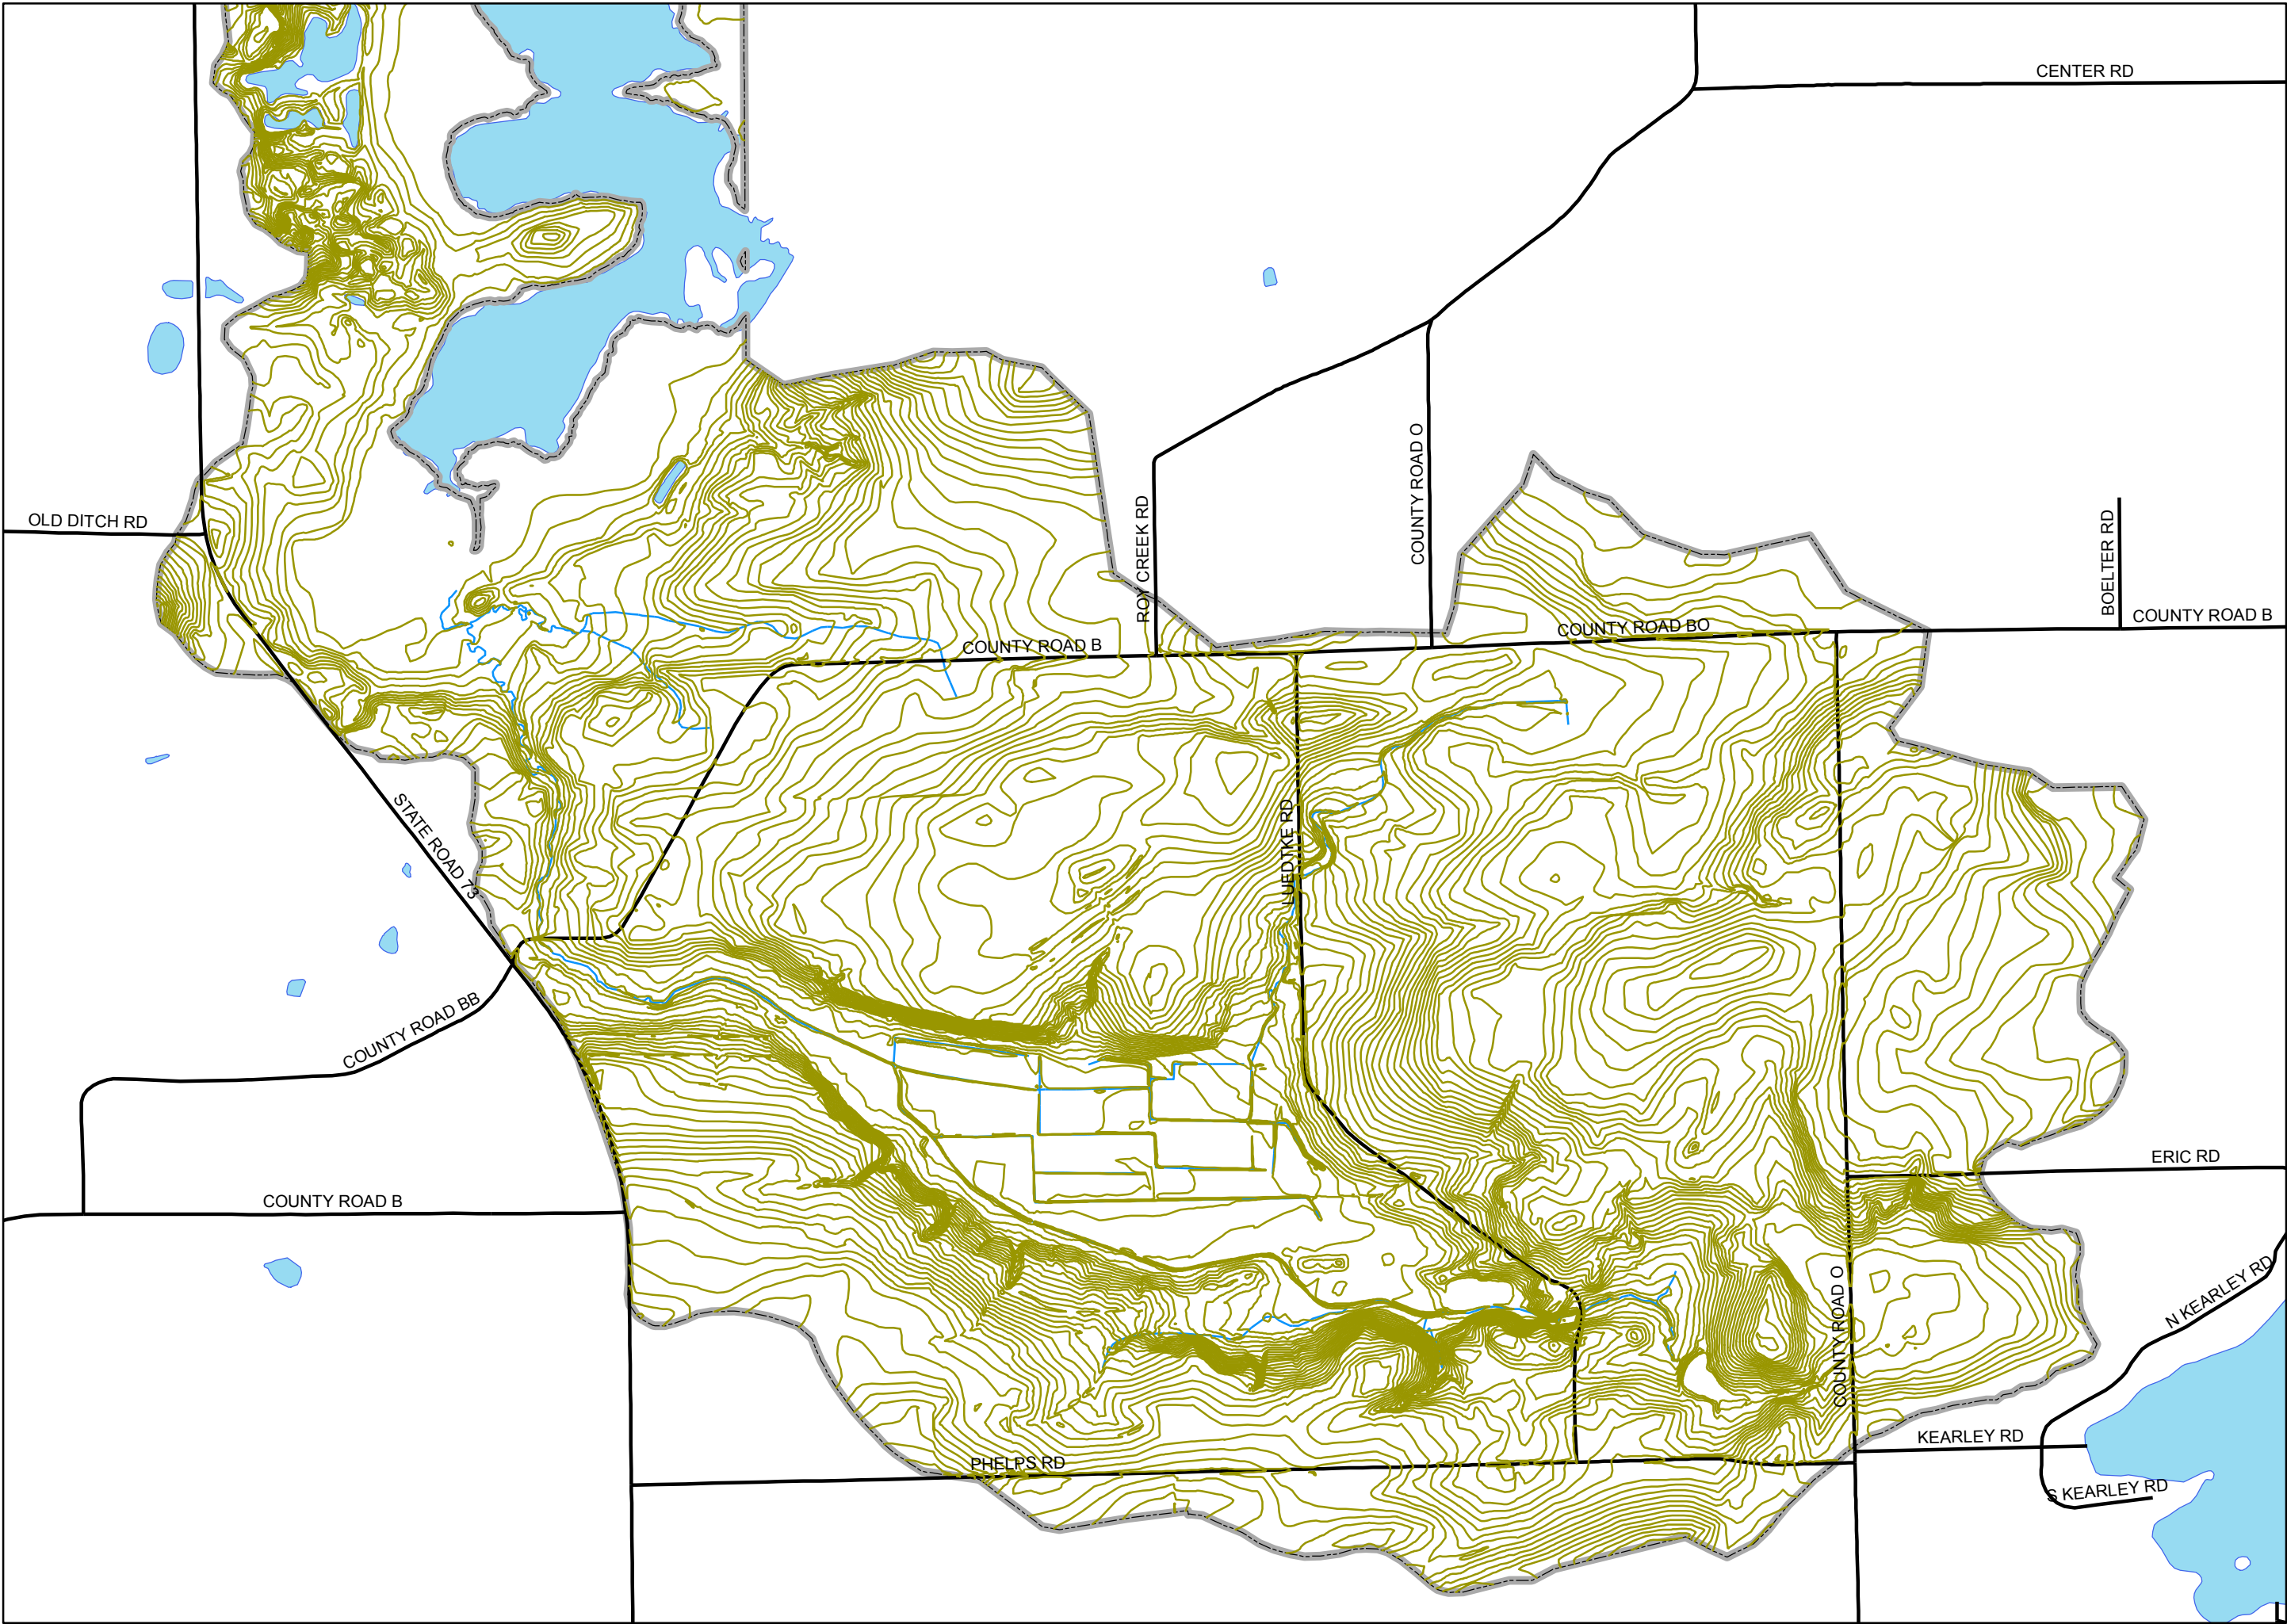 CENTER RD
OLD DITCH RD
ROY CREEK RD
COUNTY ROAD O
BOELTER RD
COUNTY ROAD B
COUNTY ROAD BO
COUNTY ROAD B
STATE ROAD 73
LUEDTKE RD
COUNTY ROAD BB
ERIC RD
COUNTY ROAD B
N KEARLEY RD
COUNTY ROAD O
KEARLEY RD
PHELPS RD
S KEARLEY RD